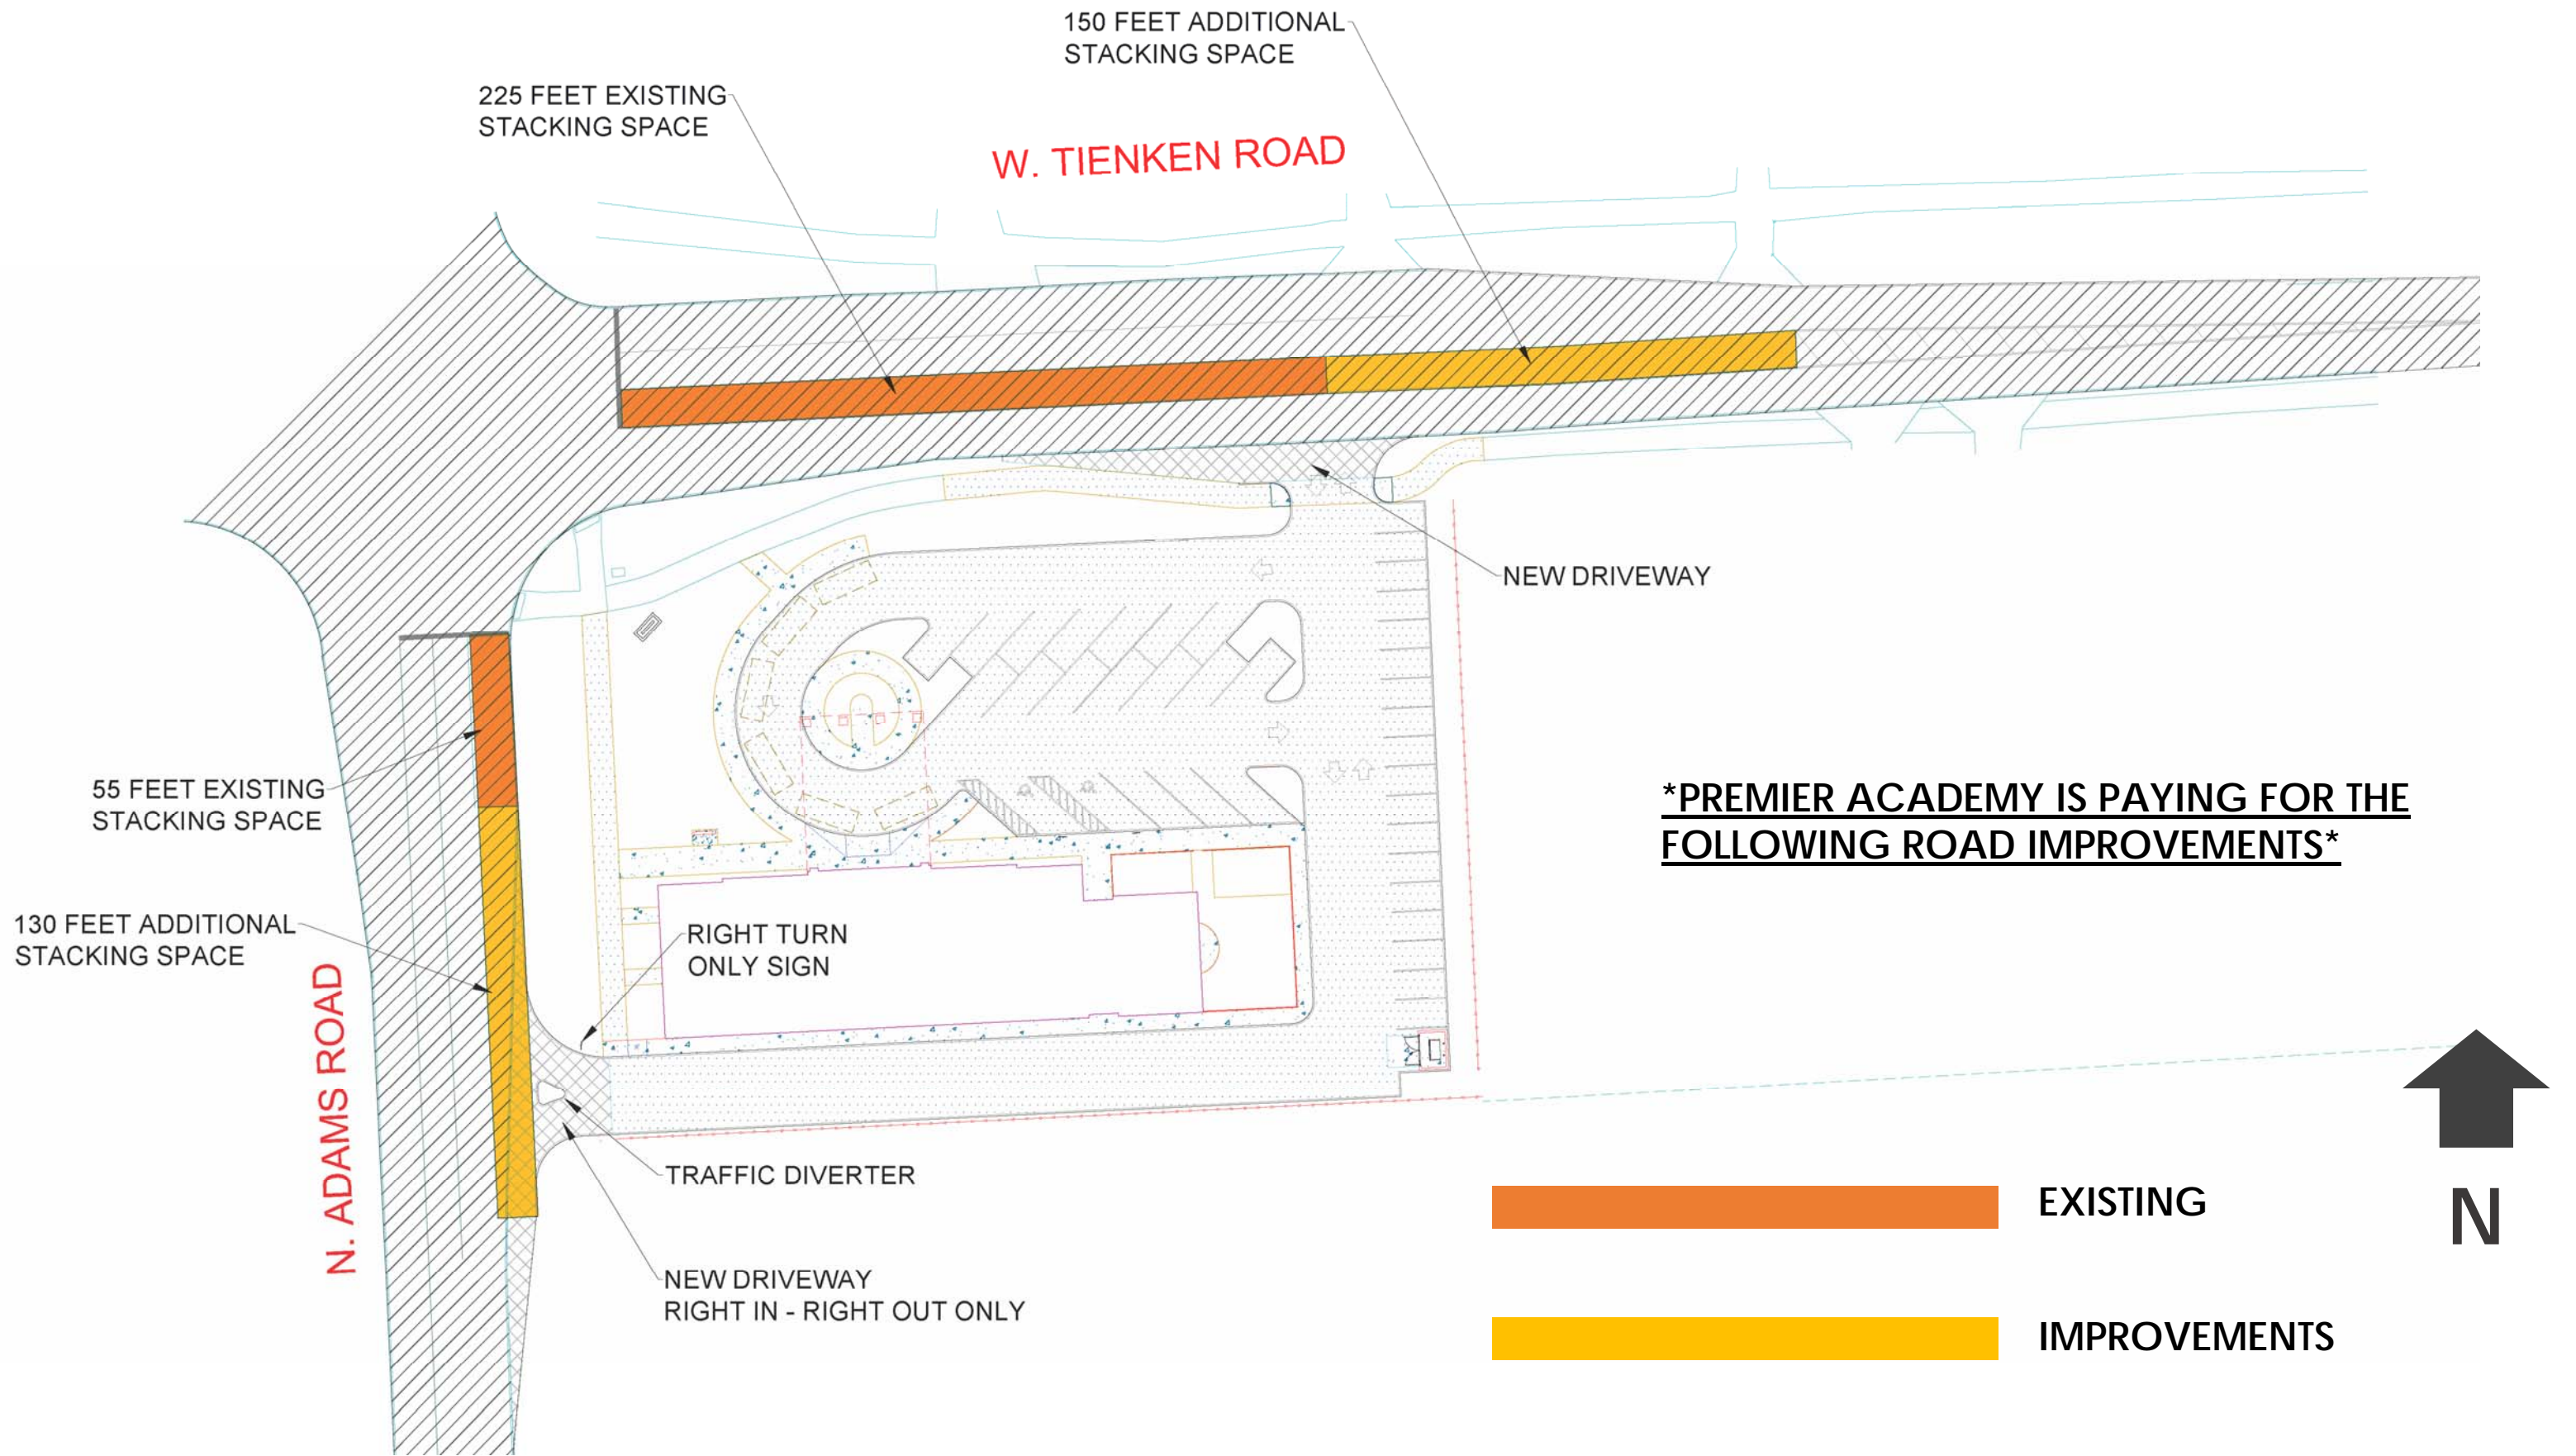 150 FEET ADDITIONAL
STACKING SPACE
225 FEET EXISTING
STACKING SPACE
W. TIENKEN ROAD
NEW DRIVEWAY
55 FEET EXISTING
STACKING SPACE
*PREMIER ACADEMY IS PAYING FOR THE
FOLLOWING ROAD IMPROVEMENTS*
130 FEET ADDITIONAL
STACKING SPACE
RIGHT TURN
ONLY SIGN
N. ADAMS ROAD
TRAFFIC DIVERTER
EXISTING
N
NEW DRIVEWAY
RIGHT IN - RIGHT OUT ONLY
IMPROVEMENTS